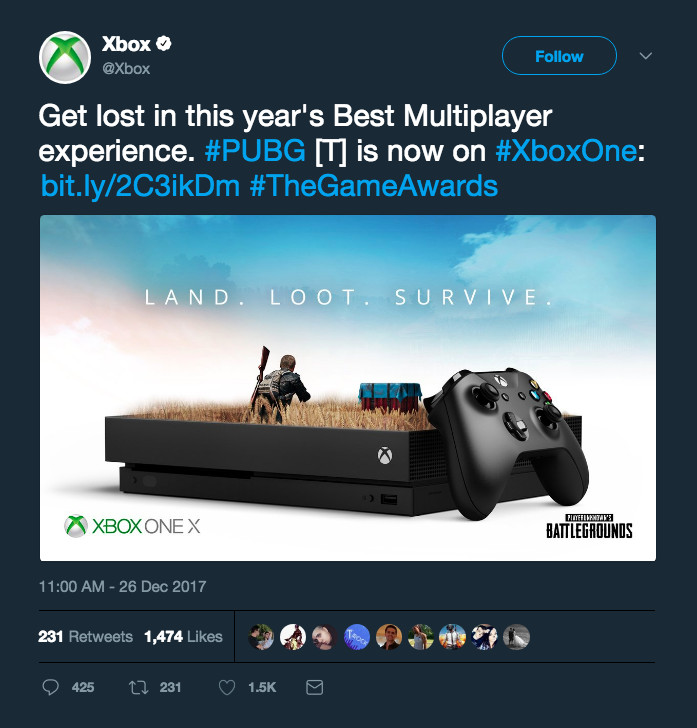 Xbox
@Xbox
Follow
Get lost in this year's Best Multiplayer
experience. #PUBG [T] is now on #XboxOne:
bit.ly/2C3ikDm #TheGameAwards
LAND. LOOT. SURVIVE.
XBOX ONE X
PLAYERUNKNOWN'S
BATTLEGROUNDS
11:00 AM - 26 Dec 2017
231 Retweets 1,474 Likes
425 231 1.5K